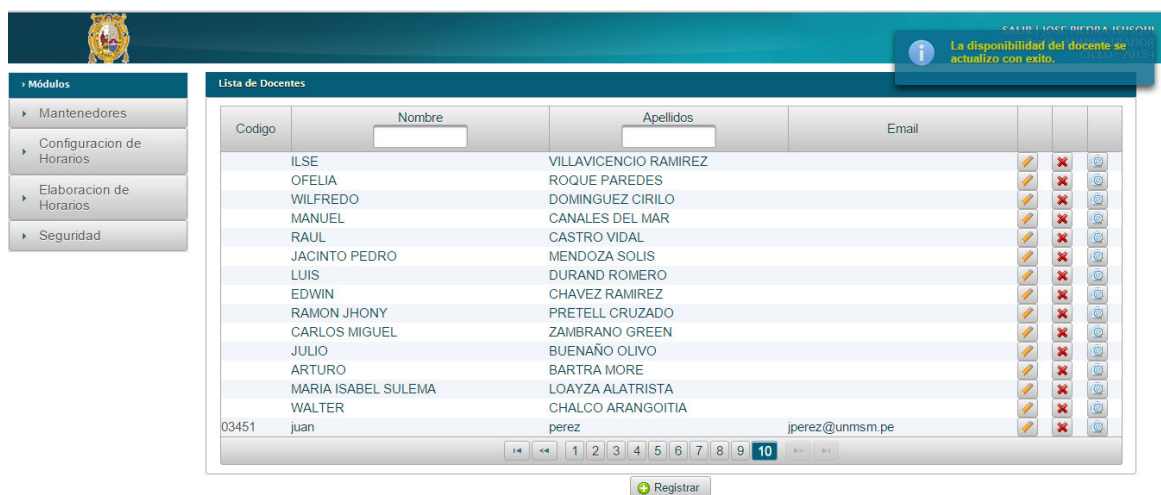 SALIR | JOSE PIEDRA ISUSQUI
La disponibilidad del docente se
actualizo con exito.
› Módulos
Mantenedores
Configuracion de
Horarios
Elaboracion de
Horarios
Seguridad
Lista de Docentes
Codigo Nombre Apellidos Email
ILSE VILLAVICENCIO RAMIREZ
OFELIA ROQUE PAREDES
WILFREDO DOMINGUEZ CIRILO
MANUEL CANALES DEL MAR
RAUL CASTRO VIDAL
JACINTO PEDRO MENDOZA SOLIS
LUIS DURAND ROMERO
EDWIN CHAVEZ RAMIREZ
RAMON JHONY PRETELL CRUZADO
CARLOS MIGUEL ZAMBRANO GREEN
JULIO BUENAÑO OLIVO
ARTURO BARTRA MORE
MARIA ISABEL SULEMA LOAYZA ALATRISTA
WALTER CHALCO ARANGOITIA
03451 juan perez jperez@unmsm.pe
1 2 3 4 5 6 7 8 9 10
Registrar